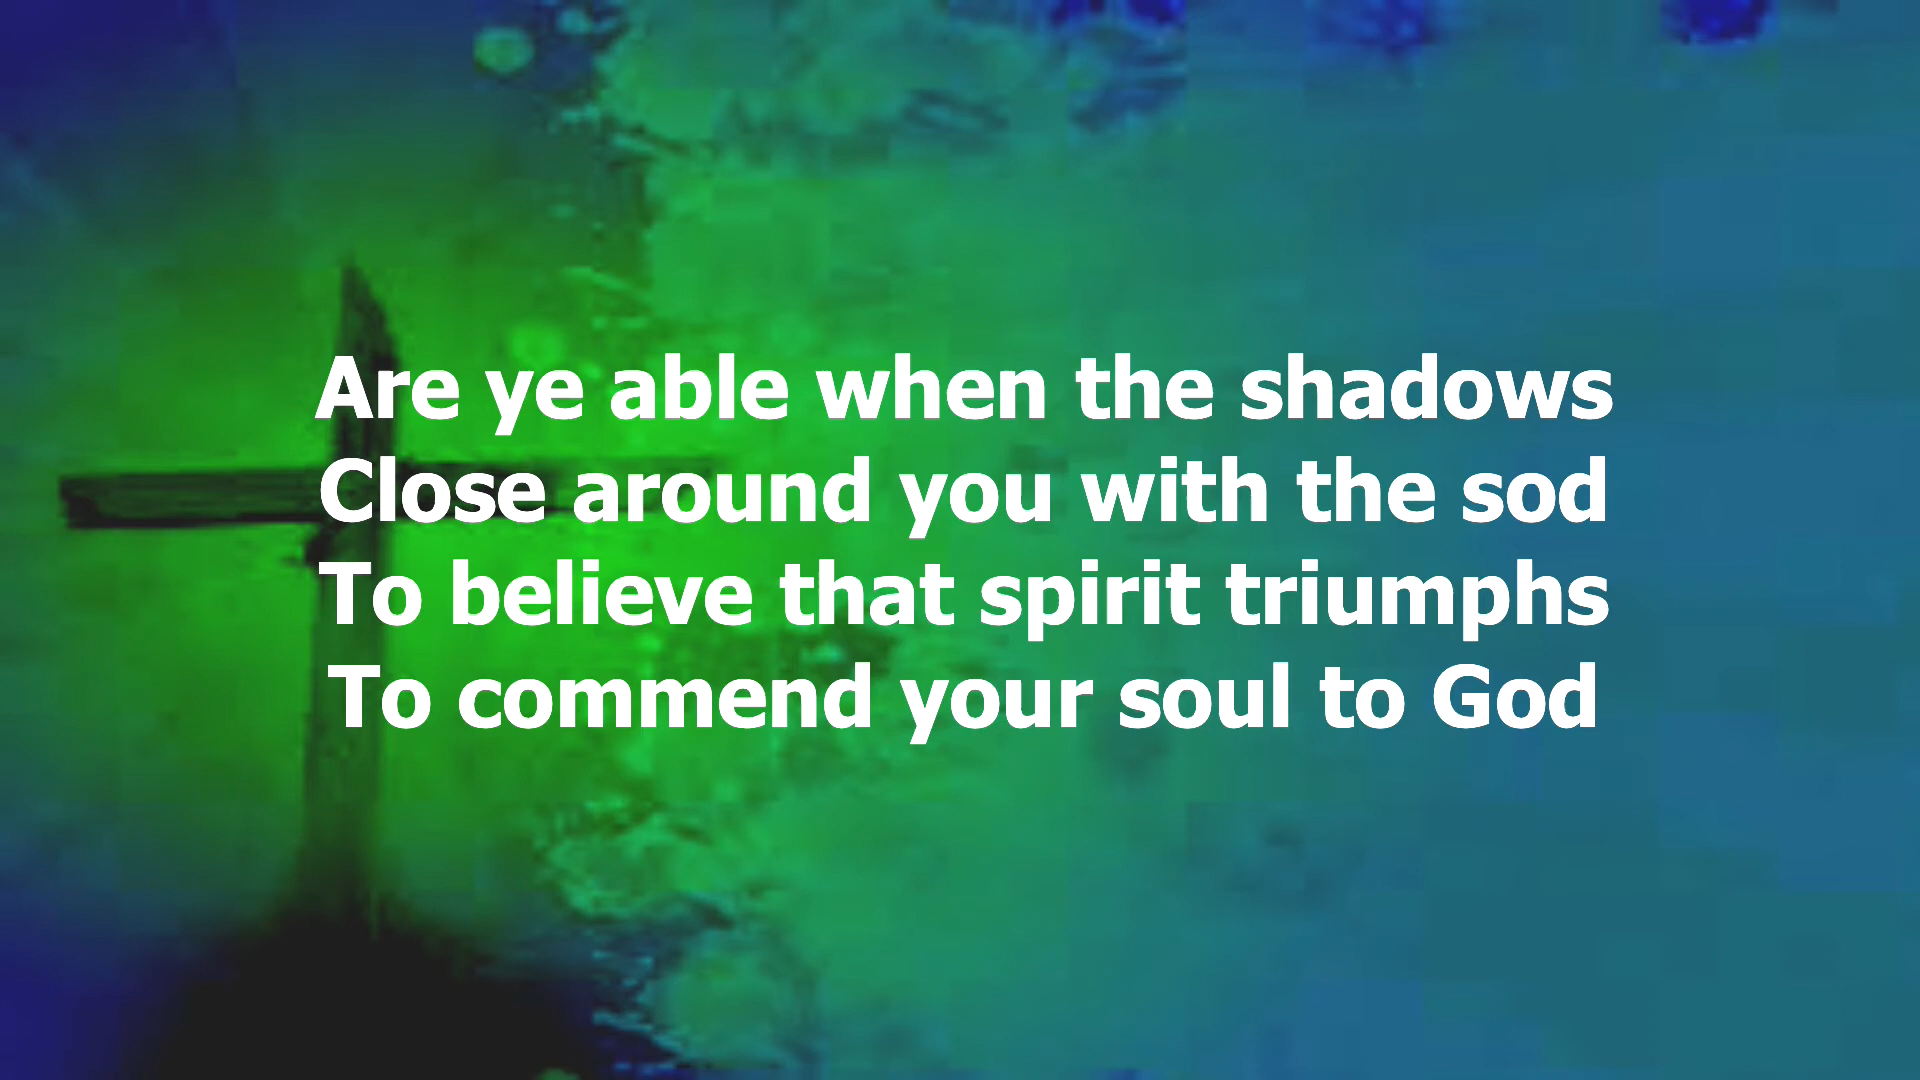 Are ye able when the shadows
Close around you with the sod
To believe that spirit triumphs
To commend your soul to God